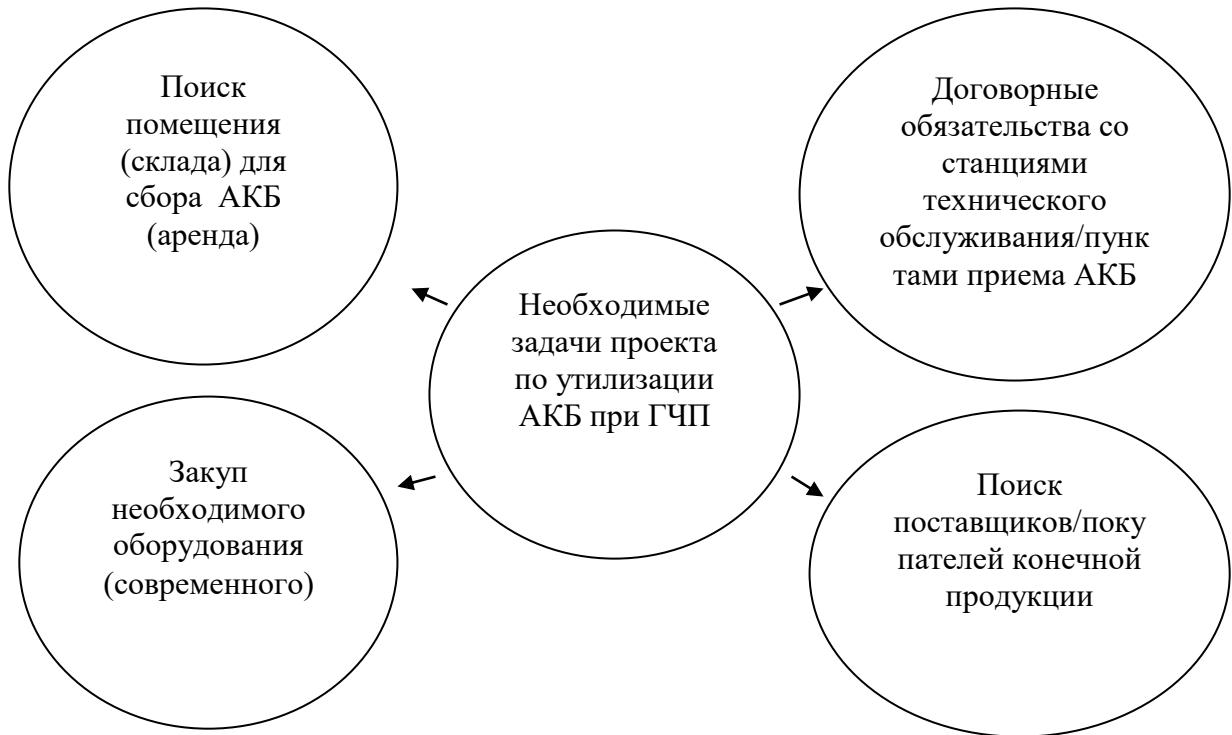 Поиск
помещения
(склада) для
сбора АКБ
(аренда)
Договорные
обязательства со
станциями
технического
обслуживания/пунк
тами приема АКБ
Необходимые
задачи проекта
по утилизации
АКБ при ГЧП
Закуп
необходимого
оборудования
(современного)
Поиск
поставщиков/поку
пателей конечной
продукции